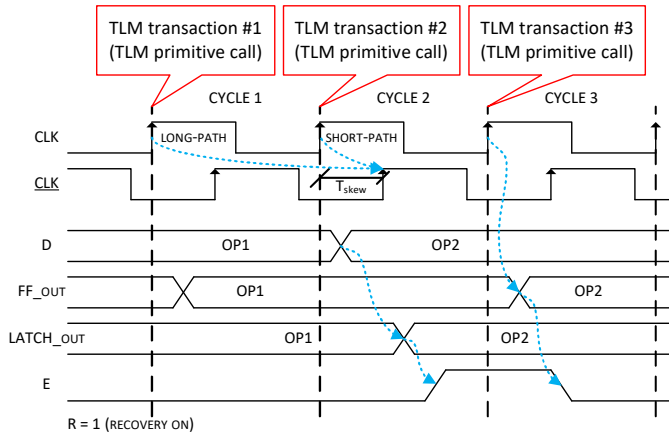 TLM transaction #1
(TLM primitive call)
TLM transaction #2
(TLM primitive call)
TLM transaction #3
(TLM primitive call)
CYCLE 1
CYCLE 2
CYCLE 3
CLK
LONG-PATH
SHORT-PATH
CLK
Tskew
D
OP1
OP2
FF_OUT
OP1
OP2
LATCH_OUT
OP1
OP2
E
R = 1 (RECOVERY ON)